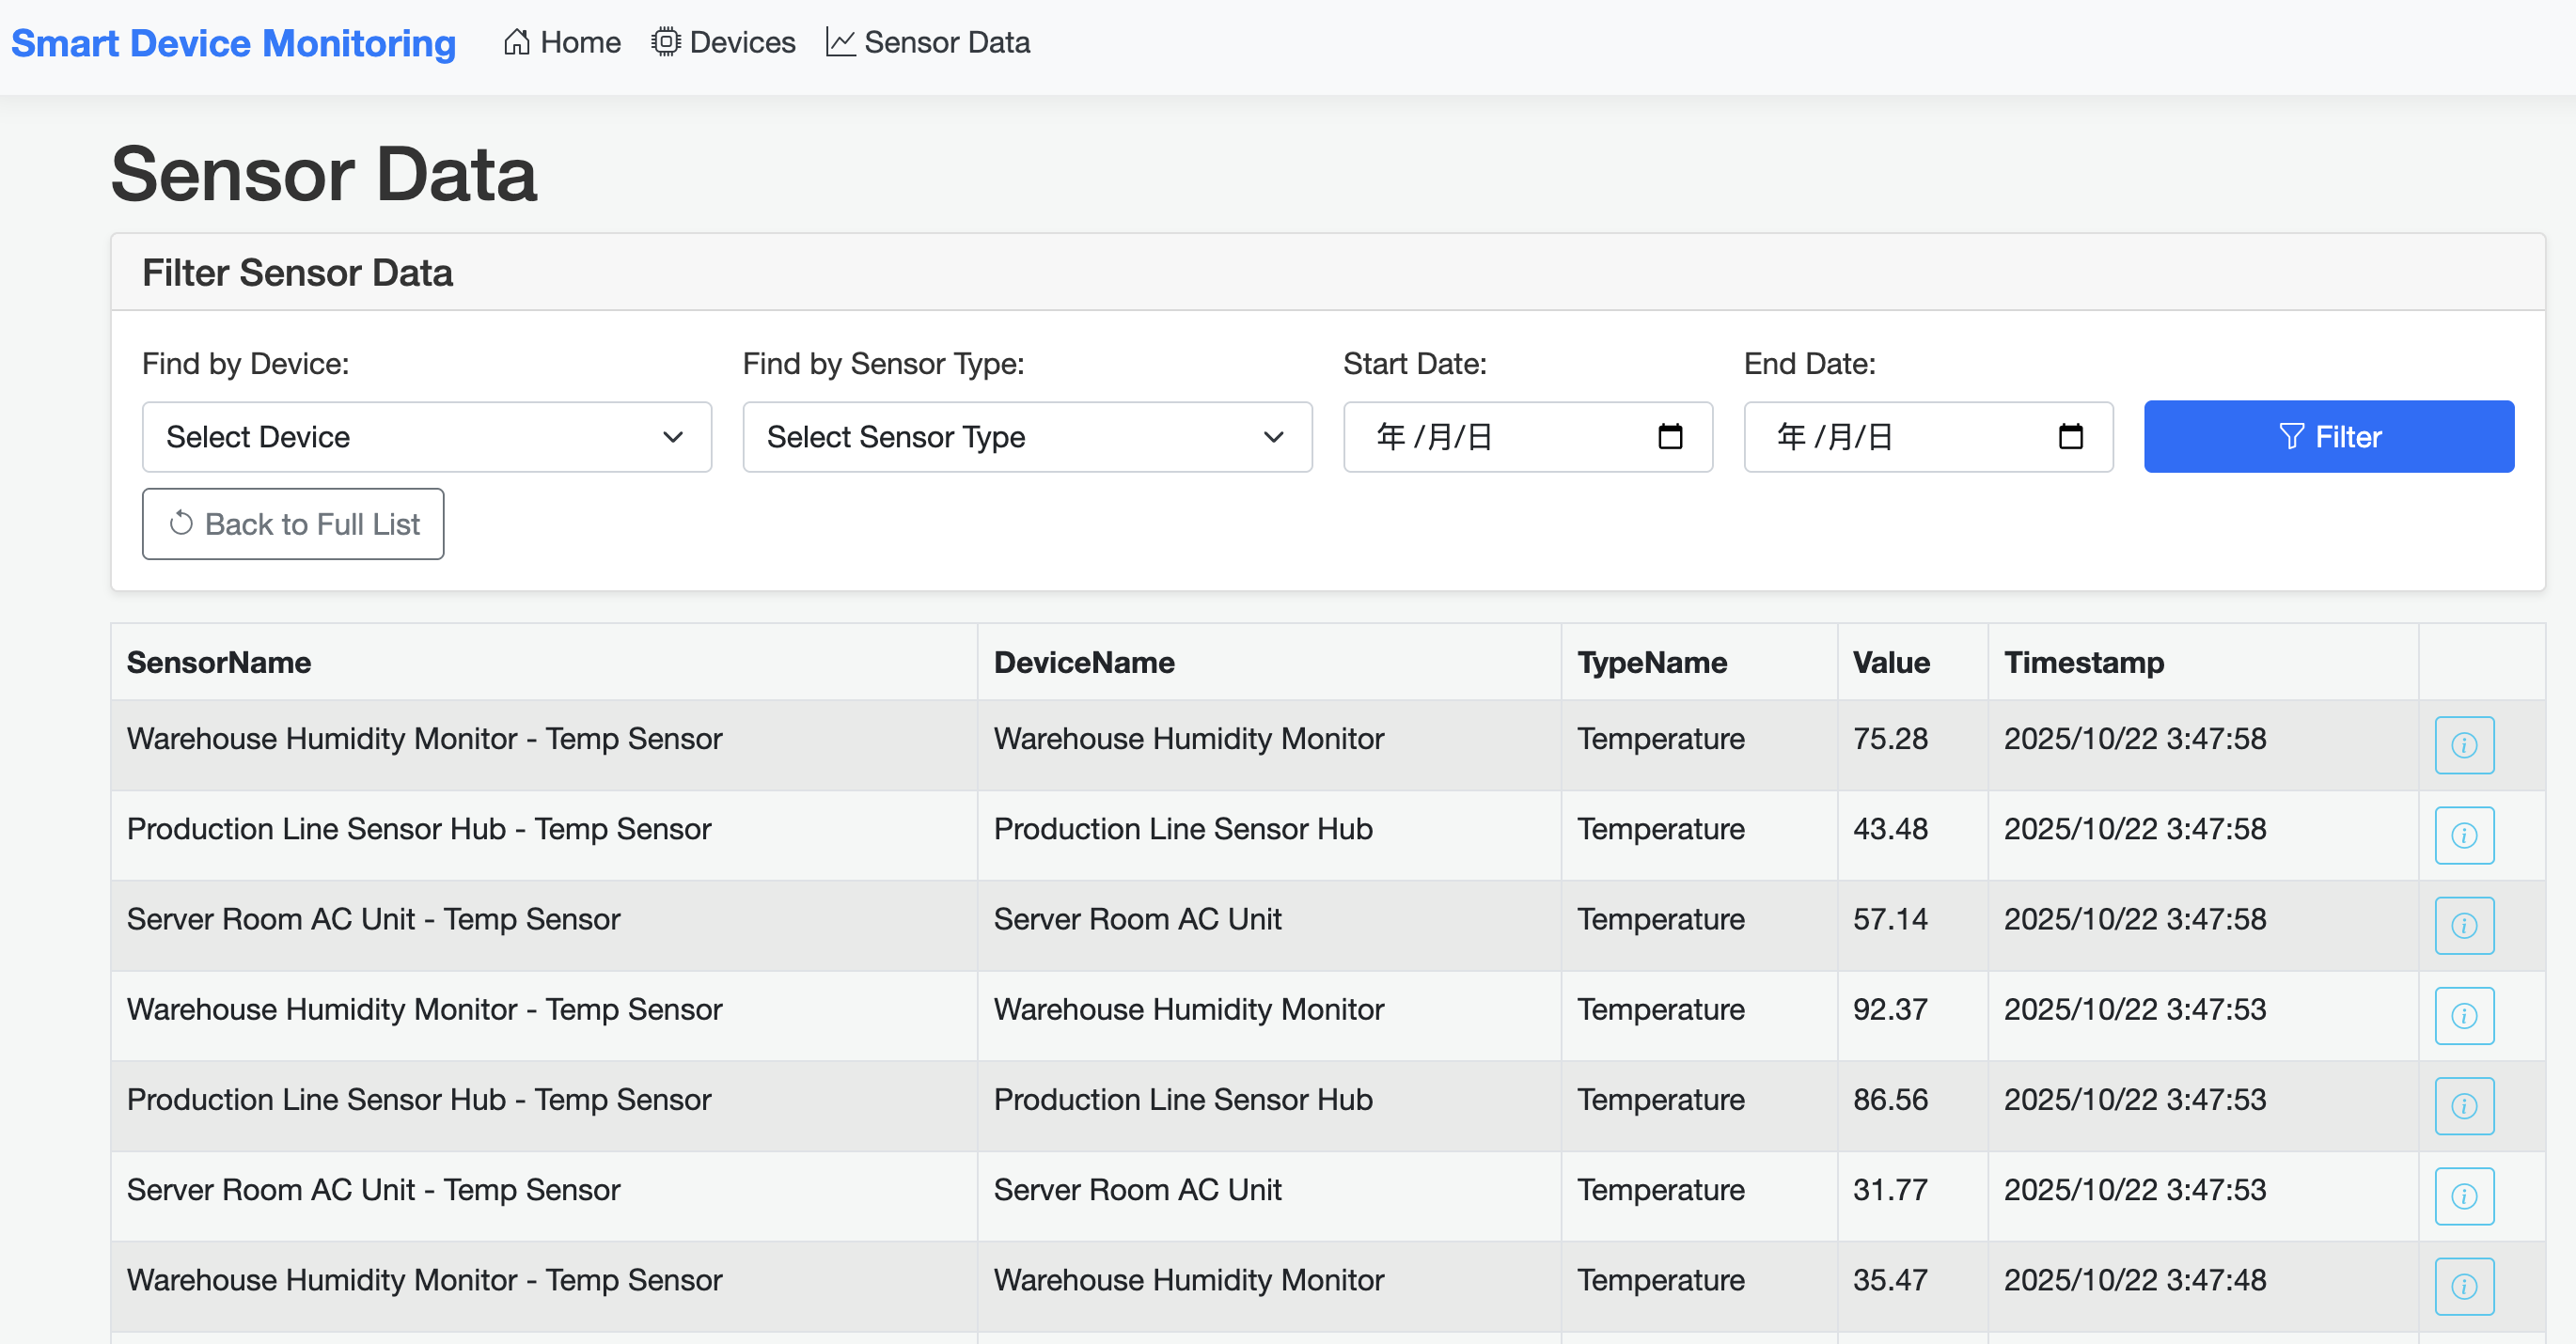 Smart Device Monitoring Home Devices Sensor Data
Sensor Data
Filter Sensor Data
Find by Device: Find by Sensor Type: Start Date: End Date:
Select Device Select Sensor Type 年 /月/日 年 /月/日 Filter
Back to Full List
SensorName DeviceName TypeName Value Timestamp
Warehouse Humidity Monitor - Temp Sensor Warehouse Humidity Monitor Temperature 75.28 2025/10/22 3:47:58
Production Line Sensor Hub - Temp Sensor Production Line Sensor Hub Temperature 43.48 2025/10/22 3:47:58
Server Room AC Unit - Temp Sensor Server Room AC Unit Temperature 57.14 2025/10/22 3:47:58
Warehouse Humidity Monitor - Temp Sensor Warehouse Humidity Monitor Temperature 92.37 2025/10/22 3:47:53
Production Line Sensor Hub - Temp Sensor Production Line Sensor Hub Temperature 86.56 2025/10/22 3:47:53
Server Room AC Unit - Temp Sensor Server Room AC Unit Temperature 31.77 2025/10/22 3:47:53
Warehouse Humidity Monitor - Temp Sensor Warehouse Humidity Monitor Temperature 35.47 2025/10/22 3:47:48